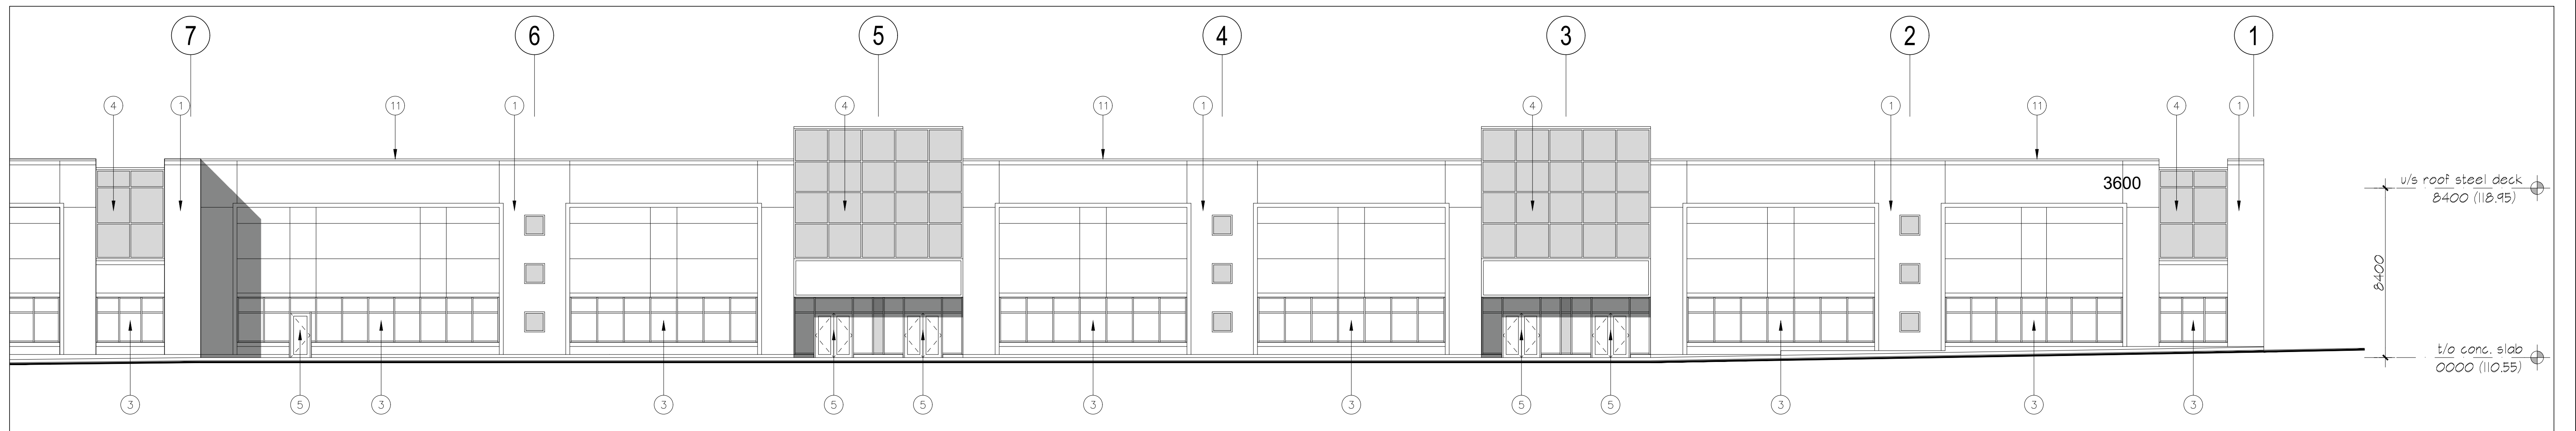 7 6 5 4 3 2 1
4 1 11 1 4 11 1 4 1 11 4 1
3600
u/s roof steel deck
8400 (118.95)
8400
t/o conc. slab
0000 (110.55)
3 5 3 3 5 5 3 3 5 5 3 3 3